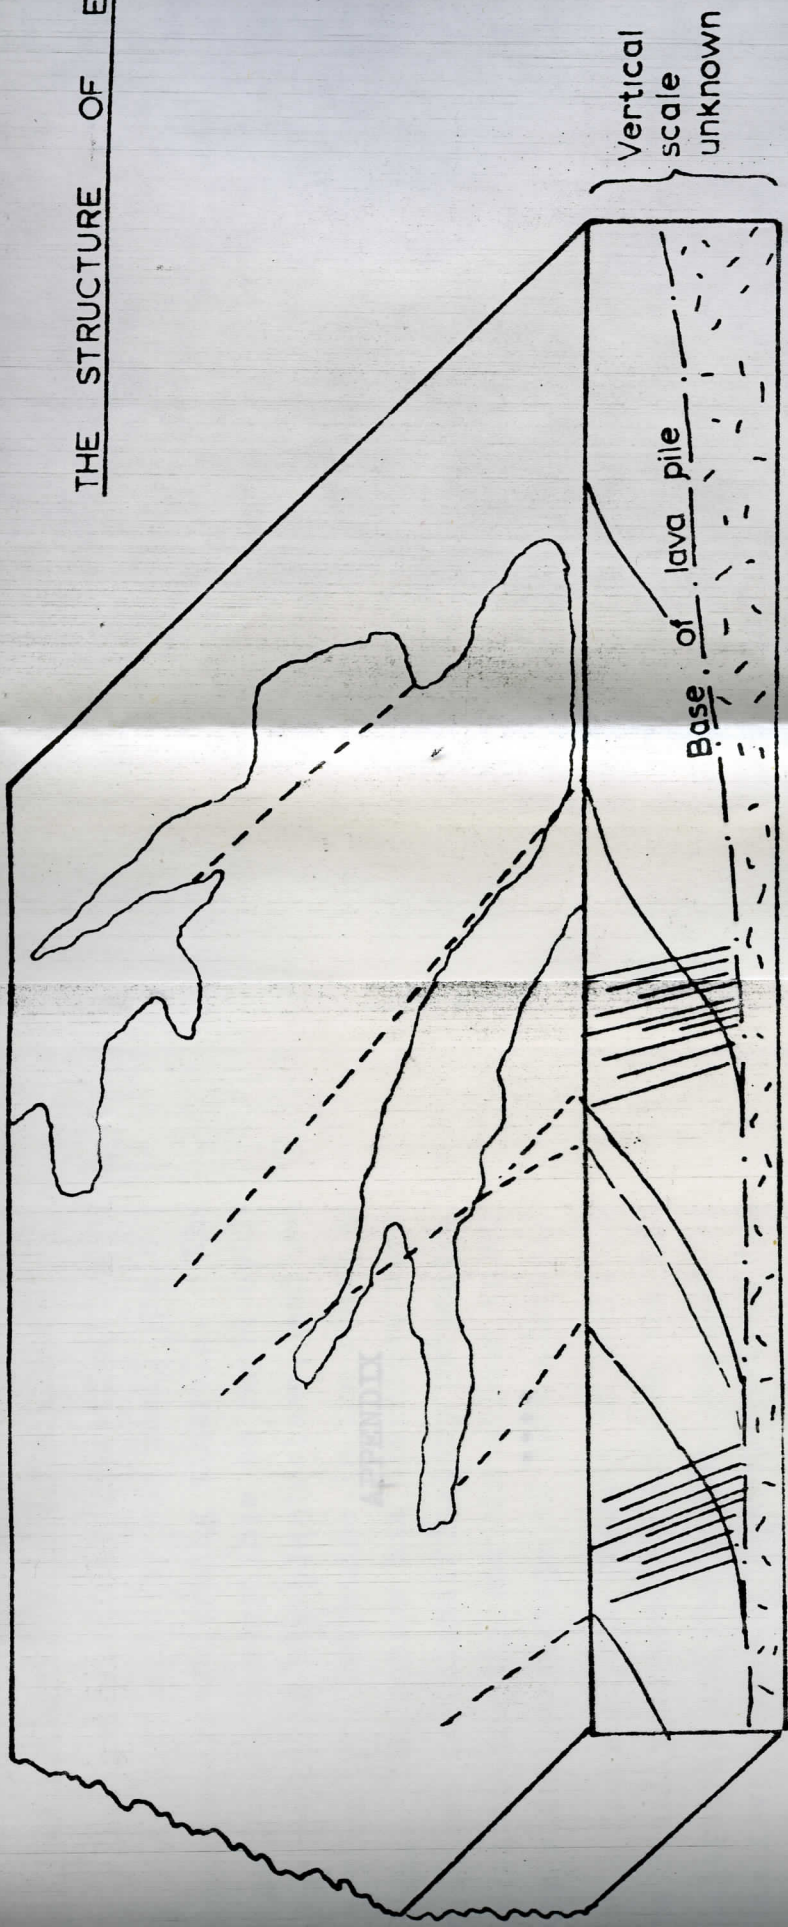 THE STRUCTURE OF E
Vertical
scale
unknown
Base of lava pile
APPENDIX